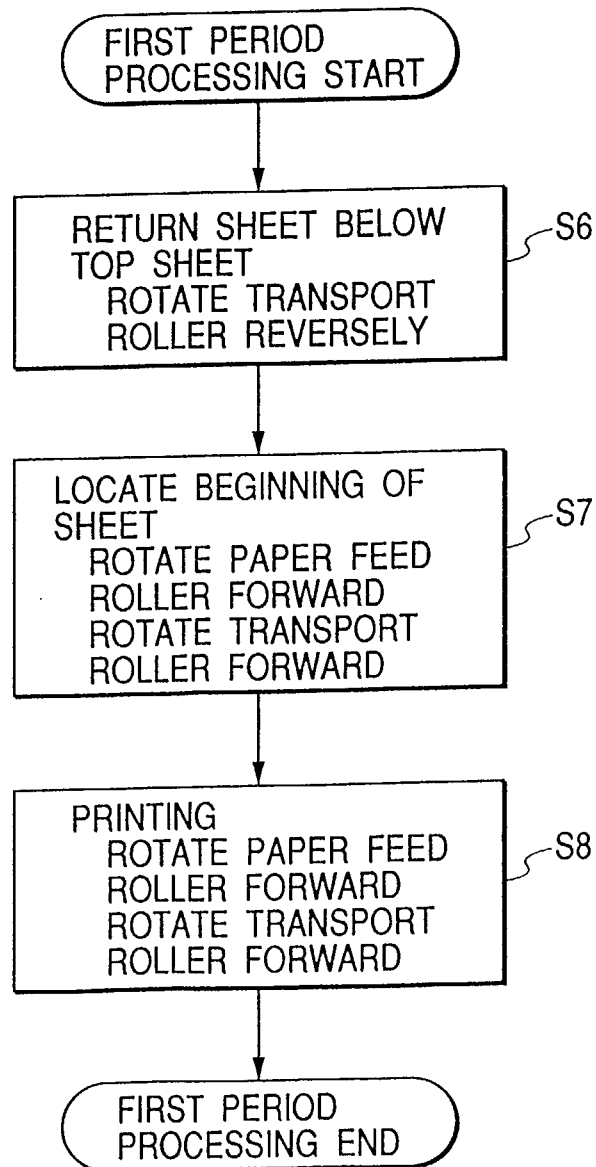 FIRST PERIOD
PROCESSING START
RETURN SHEET BELOW
TOP SHEET
ROTATE TRANSPORT
ROLLER REVERSELY
S6
LOCATE BEGINNING OF
SHEET
ROTATE PAPER FEED
ROLLER FORWARD
ROTATE TRANSPORT
ROLLER FORWARD
S7
PRINTING
ROTATE PAPER FEED
ROLLER FORWARD
ROTATE TRANSPORT
ROLLER FORWARD
S8
FIRST PERIOD
PROCESSING END